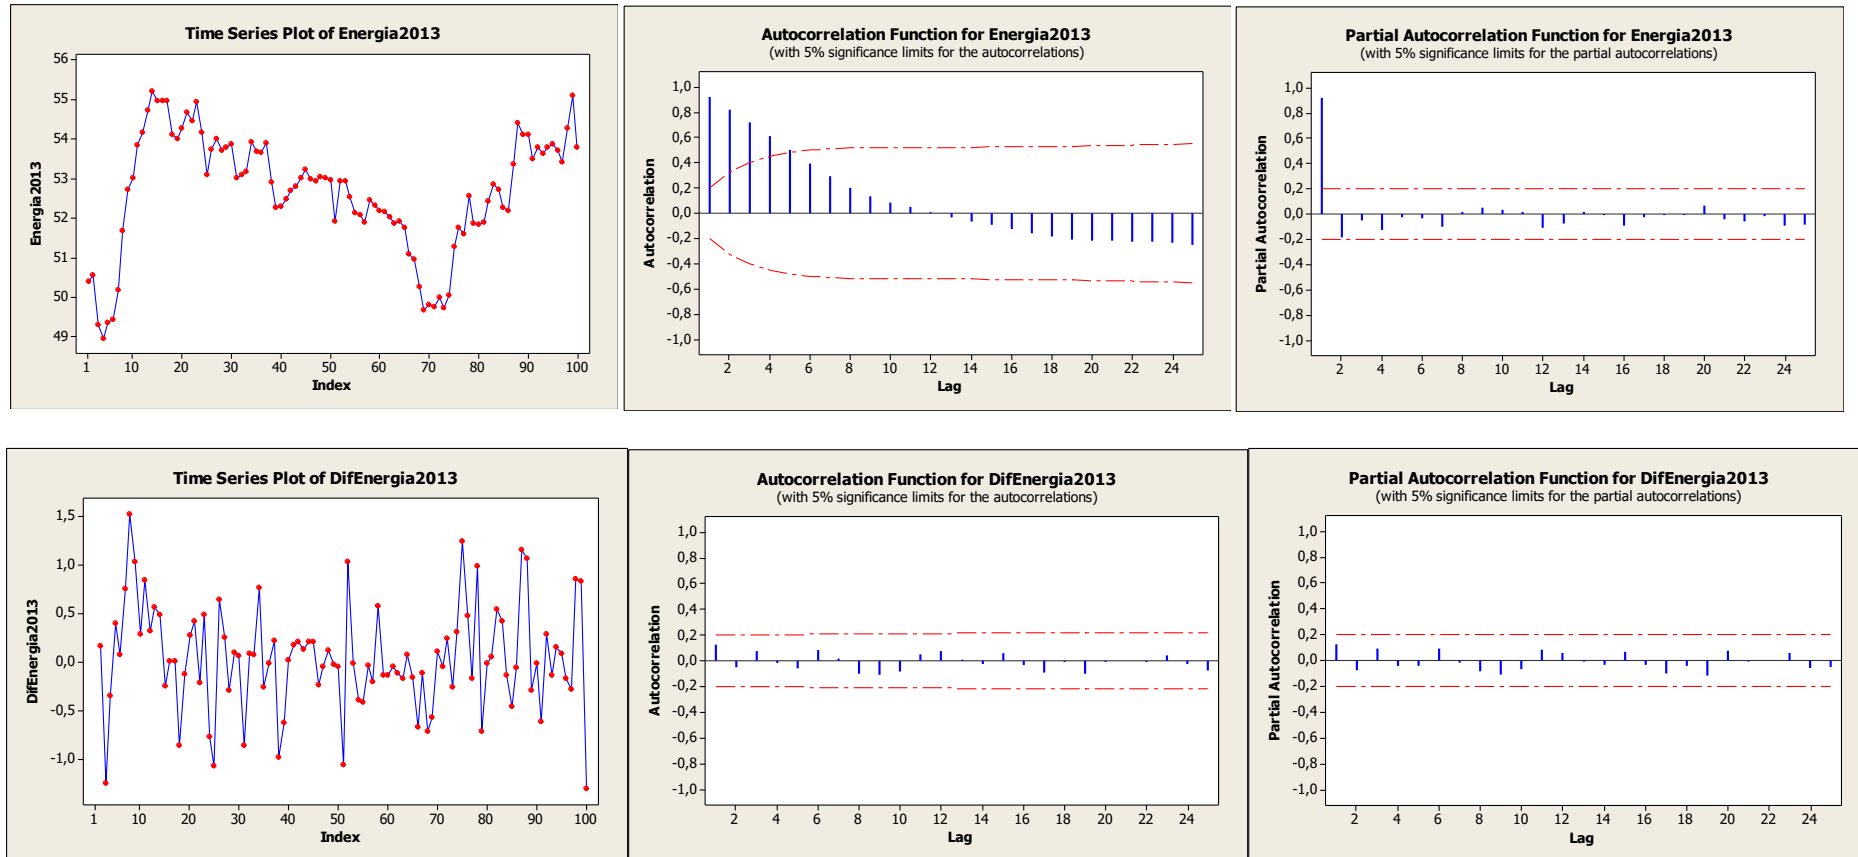 Time Series Plot of Energia2013
56
55
54
53
52
51
50
49
Energia2013
1 10 20 30 40 50 60 70 80 90 100
Index
Autocorrelation Function for Energia2013
(with 5% significance limits for the autocorrelations)
1,0
0,8
0,6
0,4
0,2
0,0
-0,2
-0,4
-0,6
-0,8
-1,0
Autocorrelation
2 4 6 8 10 12 14 16 18 20 22 24
Lag
Partial Autocorrelation Function for Energia2013
(with 5% significance limits for the partial autocorrelations)
1,0
0,8
0,6
0,4
0,2
0,0
-0,2
-0,4
-0,6
-0,8
-1,0
Partial Autocorrelation
2 4 6 8 10 12 14 16 18 20 22 24
Lag
Time Series Plot of DifEnergia2013
1,5
1,0
0,5
0,0
-0,5
-1,0
DifEnergia2013
1 10 20 30 40 50 60 70 80 90 100
Index
Autocorrelation Function for DifEnergia2013
(with 5% significance limits for the autocorrelations)
1,0
0,8
0,6
0,4
0,2
0,0
-0,2
-0,4
-0,6
-0,8
-1,0
Autocorrelation
2 4 6 8 10 12 14 16 18 20 22 24
Lag
Partial Autocorrelation Function for DifEnergia2013
(with 5% significance limits for the partial autocorrelations)
1,0
0,8
0,6
0,4
0,2
0,0
-0,2
-0,4
-0,6
-0,8
-1,0
Partial Autocorrelation
2 4 6 8 10 12 14 16 18 20 22 24
Lag